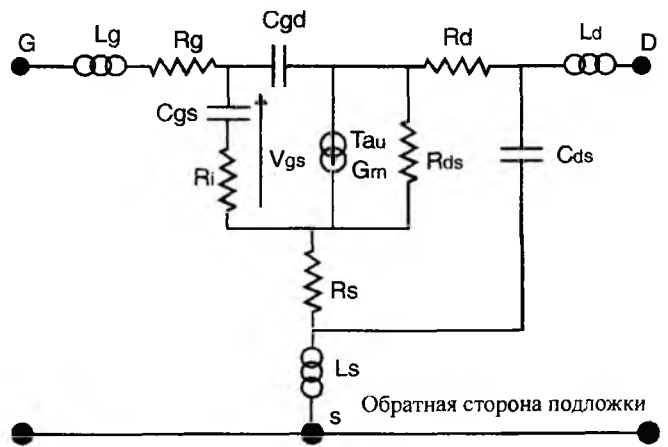 G
Lg
Rg
Cgd
Rd
Ld
D
Cgs
Vgs
Tau
Gm
Rds
Cds
Ri
Rs
Ls
s
Обратная сторона подложки